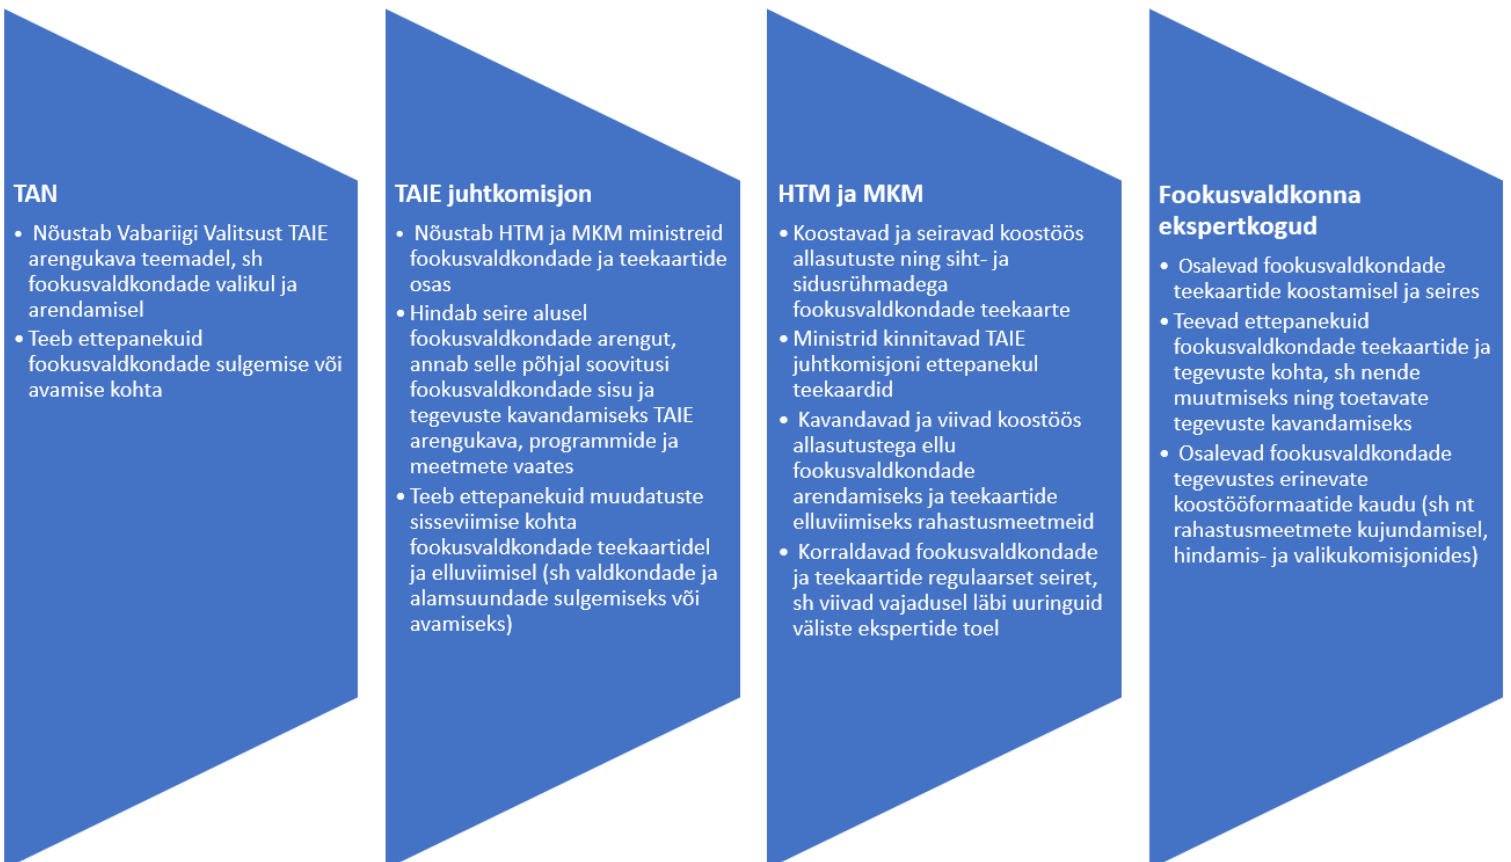 TAN
• Nõustab Vabariigi Valitsust TAIE
arengukava teemadel, sh
fookusvaldkondade valikul ja
arendamisel
• Teeb ettepanekuid
fookusvaldkondade sulgemise või
avamise kohta
TAIE juhtkomisjon
• Nõustab HTM ja MKM ministreid
fookusvaldkondade ja teekaartide
osas
• Hindab seire alusel
fookusvaldkondade arengut,
annab selle põhjal soovitusi
fookusvaldkondade sisu ja
tegevuste kavandamiseks TAIE
arengukava, programmide ja
meetmete vaates
• Teeb ettepanekuid muudatuste
sisseviimise kohta
fookusvaldkondade teekaartidel
ja elluviimisel (sh valdkondade ja
alamsuundade sulgemiseks või
avamiseks)
HTM ja MKM
• Koostavad ja seiravad koostöös
allasutuste ning siht- ja
sidusrühmadega
fookusvaldkondade teekaarte
• Ministrid kinnitavad TAIE
juhtkomisjoni ettepanekul
teekaardid
• Kavandavad ja viivad koostöös
allasutustega ellu
fookusvaldkondade
arendamiseks ja teekaartide
elluviimiseks rahastusmeetmeid
• Korraldavad fookusvaldkondade
ja teekaartide regulaarset seiret,
sh viivad vajadusel läbi uuringuid
väliste ekspertide toel
Fookusvaldkonna
ekspertkogud
• Osalevad fookusvaldkondade
teekaartide koostamisel ja seires
• Teevad ettepanekuid
fookusvaldkondade teekaartide ja
tegevuste kohta, sh nende
muutmiseks ning toetavate
tegevuste kavandamiseks
• Osalevad fookusvaldkondade
tegevustes erinevate
koostööformaatide kaudu (sh nt
rahastusmeetmete kujundamisel,
hindamis- ja valikukomisjonides)